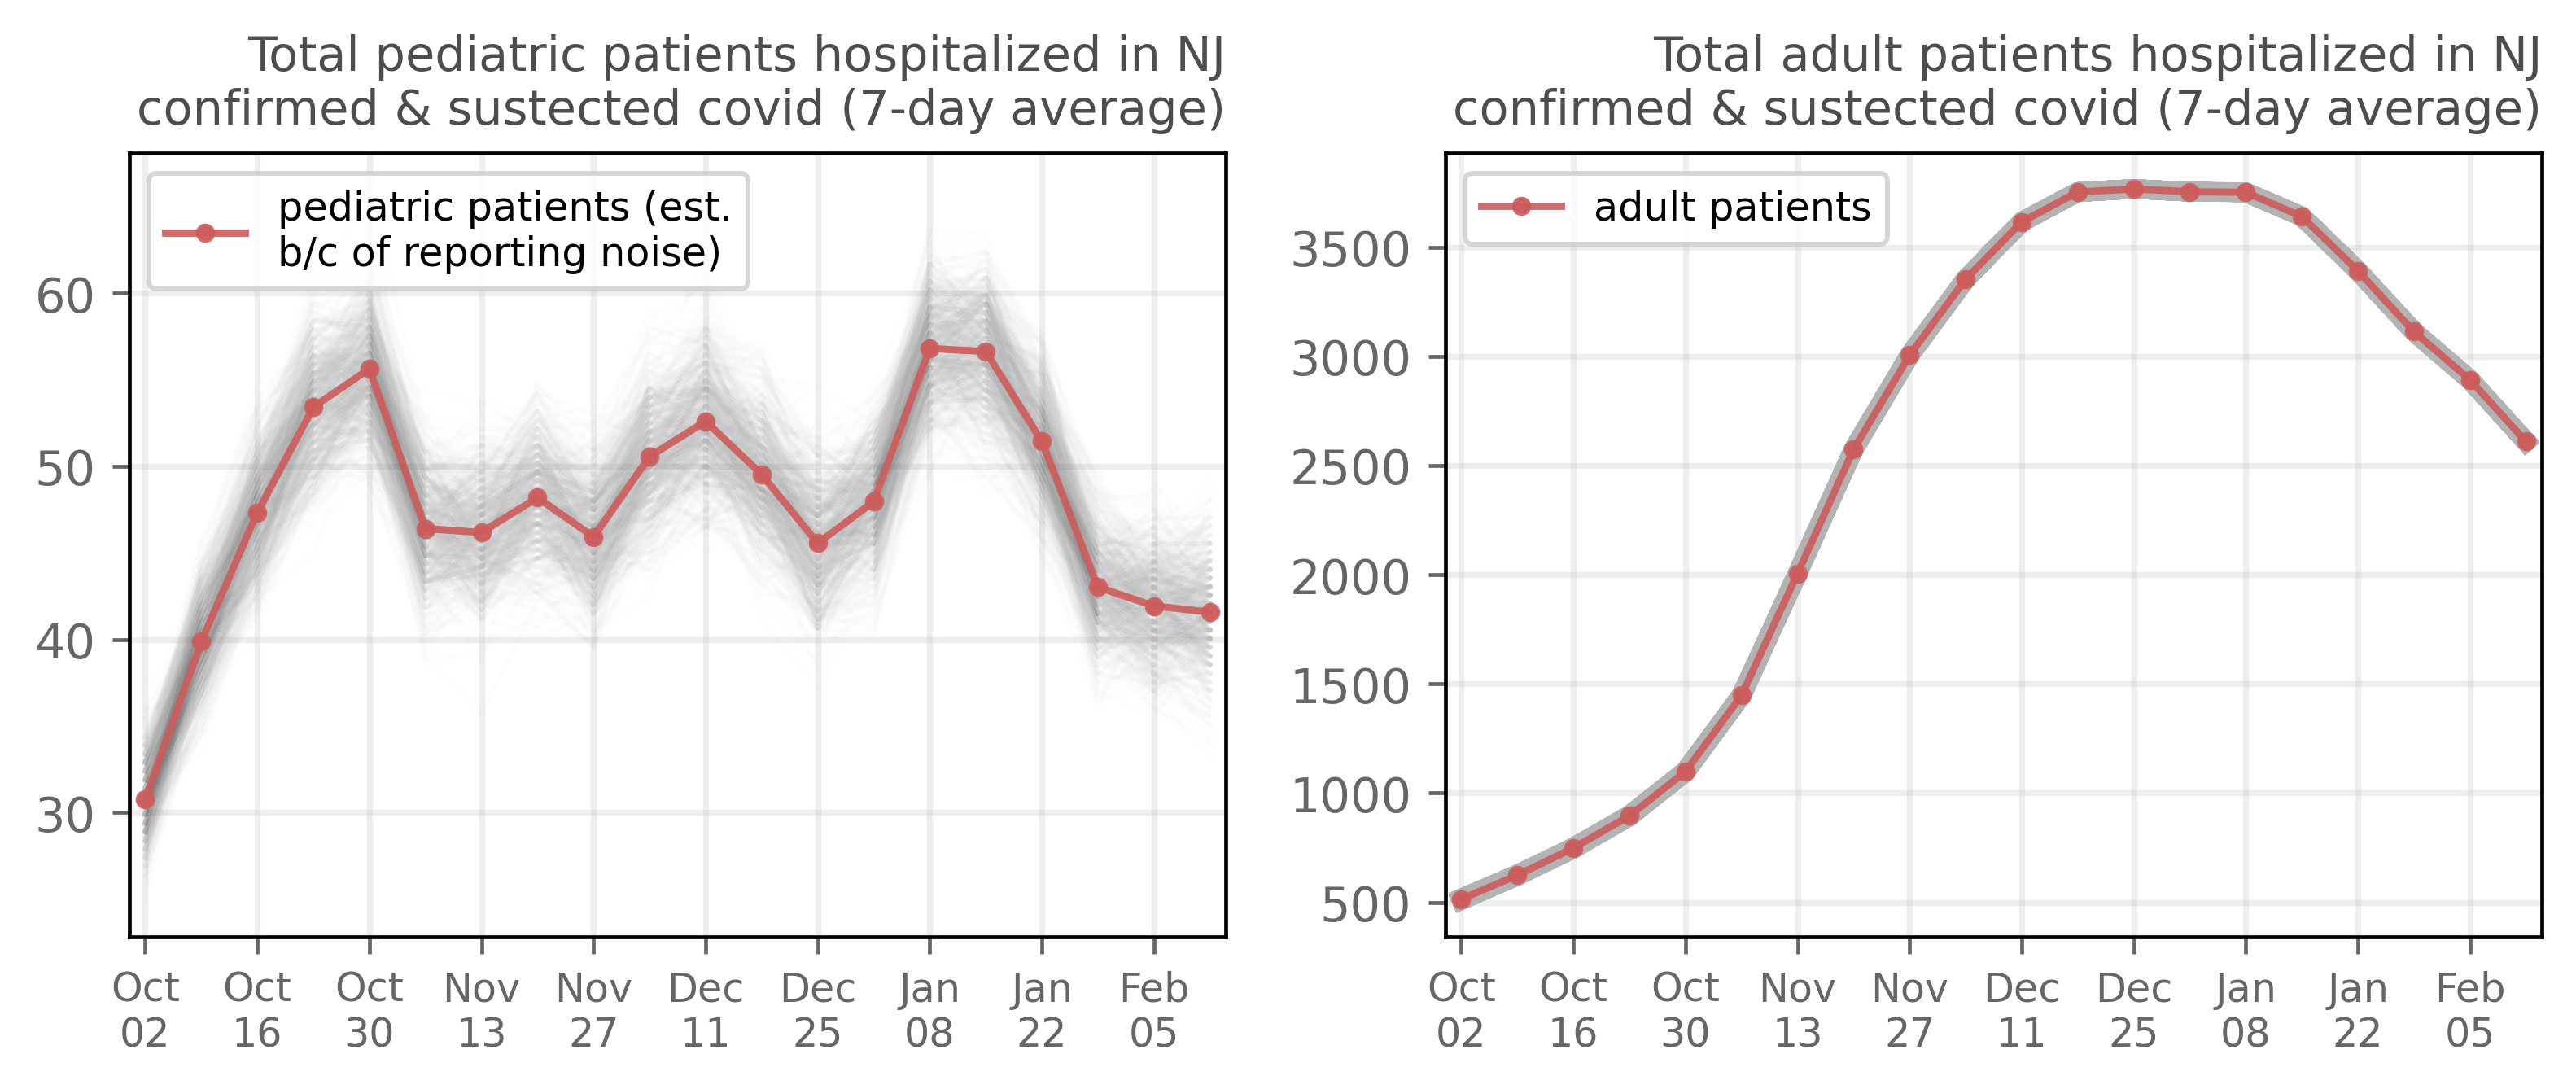 Total pediatric patients hospitalized in NJ
confirmed & sustected covid (7-day average)
pediatric patients (est.
b/c of reporting noise)
60
50
40
30
Oct Oct Oct Nov Nov Dec Dec Jan Jan Feb
02 16 30 13 27 11 25 08 22 05
Total adult patients hospitalized in NJ
confirmed & sustected covid (7-day average)
adult patients
3500
3000
2500
2000
1500
1000
500
Oct Oct Oct Nov Nov Dec Dec Jan Jan Feb
02 16 30 13 27 11 25 08 22 05